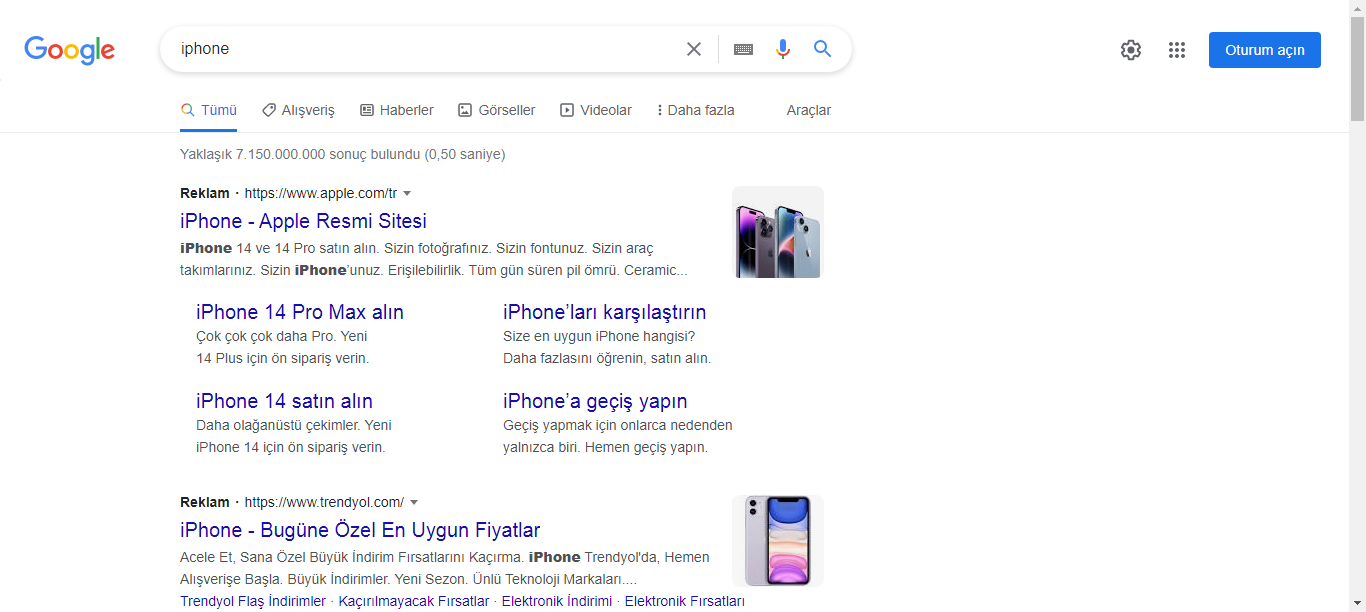 Google
iphone
Oturum açın
Tümü
Alışveriş
Haberler
Görseller
Videolar
Daha fazla
Araçlar
Yaklaşık 7.150.000.000 sonuç bulundu (0,50 saniye)
Reklam · https://www.apple.com/tr
iPhone - Apple Resmi Sitesi
iPhone 14 ve 14 Pro satın alın. Sizin fotoğrafınız. Sizin fontunuz. Sizin araç
takımlarınız. Sizin iPhone'unuz. Erişilebilirlik. Tüm gün süren pil ömrü. Ceramic...
iPhone 14 Pro Max alın
Çok çok çok daha Pro. Yeni
14 Plus için ön sipariş verin.
iPhone’ları karşılaştırın
Size en uygun iPhone hangisi?
Daha fazlasını öğrenin, satın alın.
iPhone 14 satın alın
Daha olağanüstü çekimler. Yeni
iPhone 14 için ön sipariş verin.
iPhone’a geçiş yapın
Geçiş yapmak için onlarca nedenden
yalnızca biri. Hemen geçiş yapın.
Reklam · https://www.trendyol.com/
iPhone - Bugüne Özel En Uygun Fiyatlar
Acele Et, Sana Özel Büyük İndirim Fırsatlarını Kaçırma. iPhone Trendyol'da, Hemen
Alışverişe Başla. Büyük İndirimler. Yeni Sezon. Ünlü Teknoloji Markaları....
Trendyol Flaş İndirimler · Kaçırılmayacak Fırsatlar · Elektronik İndirimi · Elektronik Fırsatları